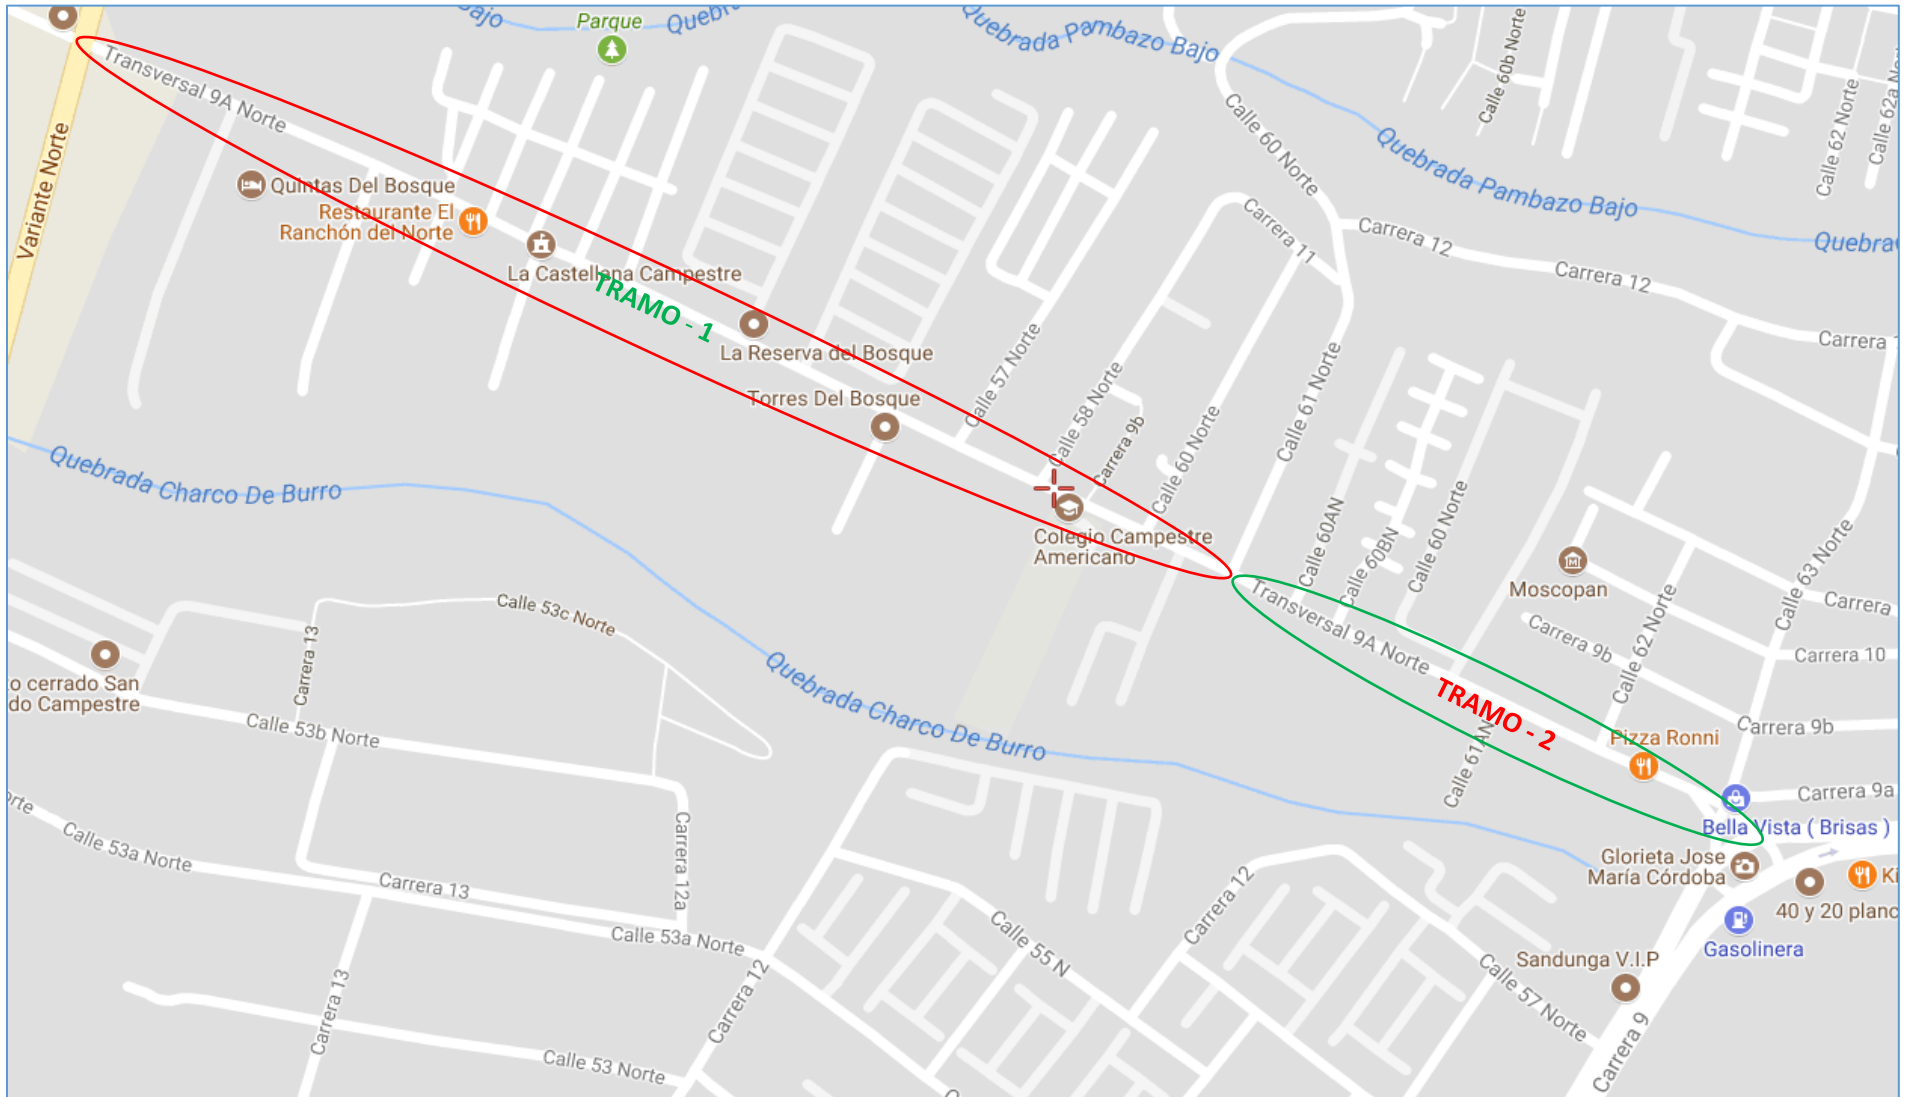 Bajo
Parque
Quebrada Pambazo Bajo
Calle 60b Norte
Calle 62 Norte
Transversal 9A Norte
Variante Norte
Calle 60 Norte
Quebrada Pambazo Bajo
Quintas Del Bosque
Restaurante El
Ranchón del Norte
Carrera 11
Carrera 12
Carrera 12
La Castellana Campestre
TRAMO - 1
La Reserva del Bosque
Carrera
Torres Del Bosque
Calle 57 Norte
Calle 58 Norte
Carrera 9b
Calle 60 Norte
Calle 61 Norte
Quebrada Charco De Burro
Colegio Campestre
Americano
Calle 60AN
Calle 60BN
Calle 60 Norte
Moscopan
Calle 63 Norte
Carrera
Calle 53c Norte
Transversal 9A Norte
Carrera 9b
Calle 62 Norte
Carrera 10
Carrera 13
o cerrado San
do Campestre
Calle 53b Norte
Quebrada Charco De Burro
TRAMO - 2
Carrera 9b
Pizza Ronni
Calle 61AN
Carrera 9a
Bella Vista ( Brisas )
Calle 53a Norte
Carrera 12a
Carrera 13
Glorieta Jose
María Córdoba
Ki
40 y 20 planc
Carrera 12
Calle 53a Norte
Calle 55 N
Gasolinera
Sandunga V.I.P
Calle 57 Norte
Carrera 13
Carrera 12
Calle 53 Norte
Carrera 9